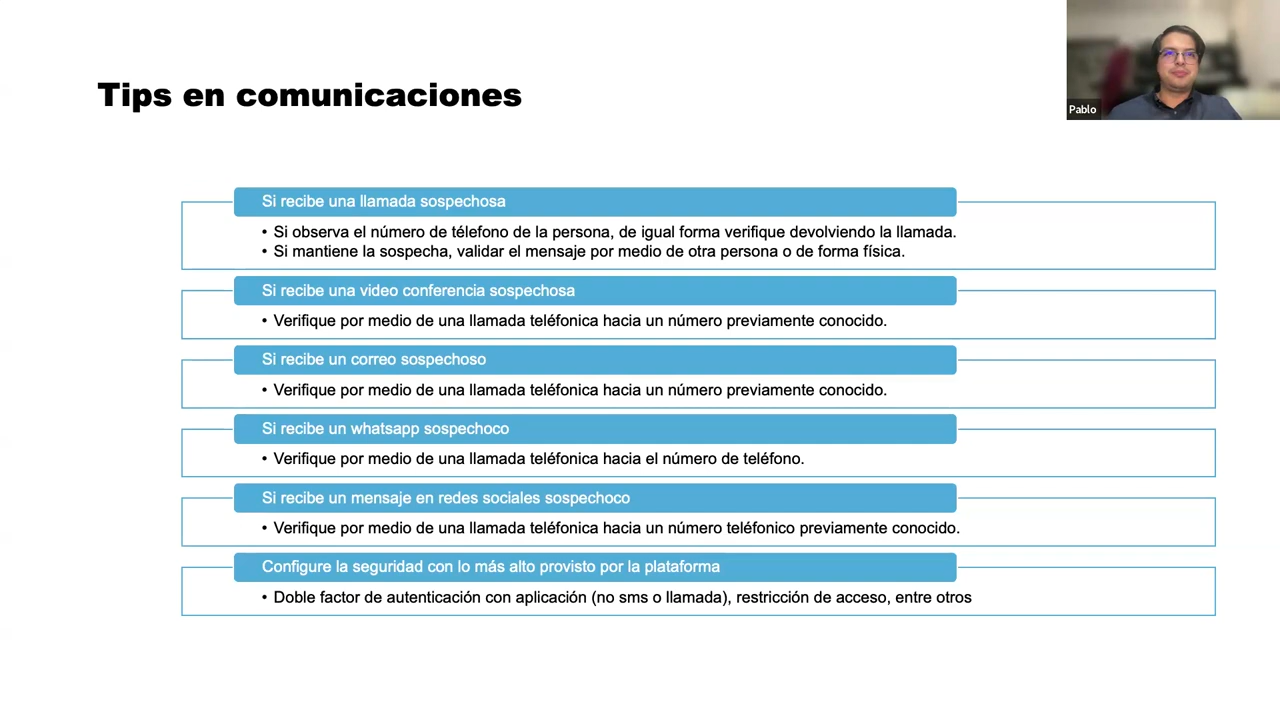 Tips en comunicaciones
Pablo
Si recibe una llamada sospechosa
• Si observa el número de télefono de la persona, de igual forma verifique devolviendo la llamada.
• Si mantiene la sospecha, validar el mensaje por medio de otra persona o de forma física.
Si recibe una video conferencia sospechosa
• Verifique por medio de una llamada teléfonica hacia un número previamente conocido.
Si recibe un correo sospechoso
• Verifique por medio de una llamada teléfonica hacia un número previamente conocido.
Si recibe un whatsapp sospechoco
• Verifique por medio de una llamada teléfonica hacia el número de teléfono.
Si recibe un mensaje en redes sociales sospechoco
• Verifique por medio de una llamada teléfonica hacia un número teléfonico previamente conocido.
Configure la seguridad con lo más alto provisto por la plataforma
• Doble factor de autenticación con aplicación (no sms o llamada), restricción de acceso, entre otros